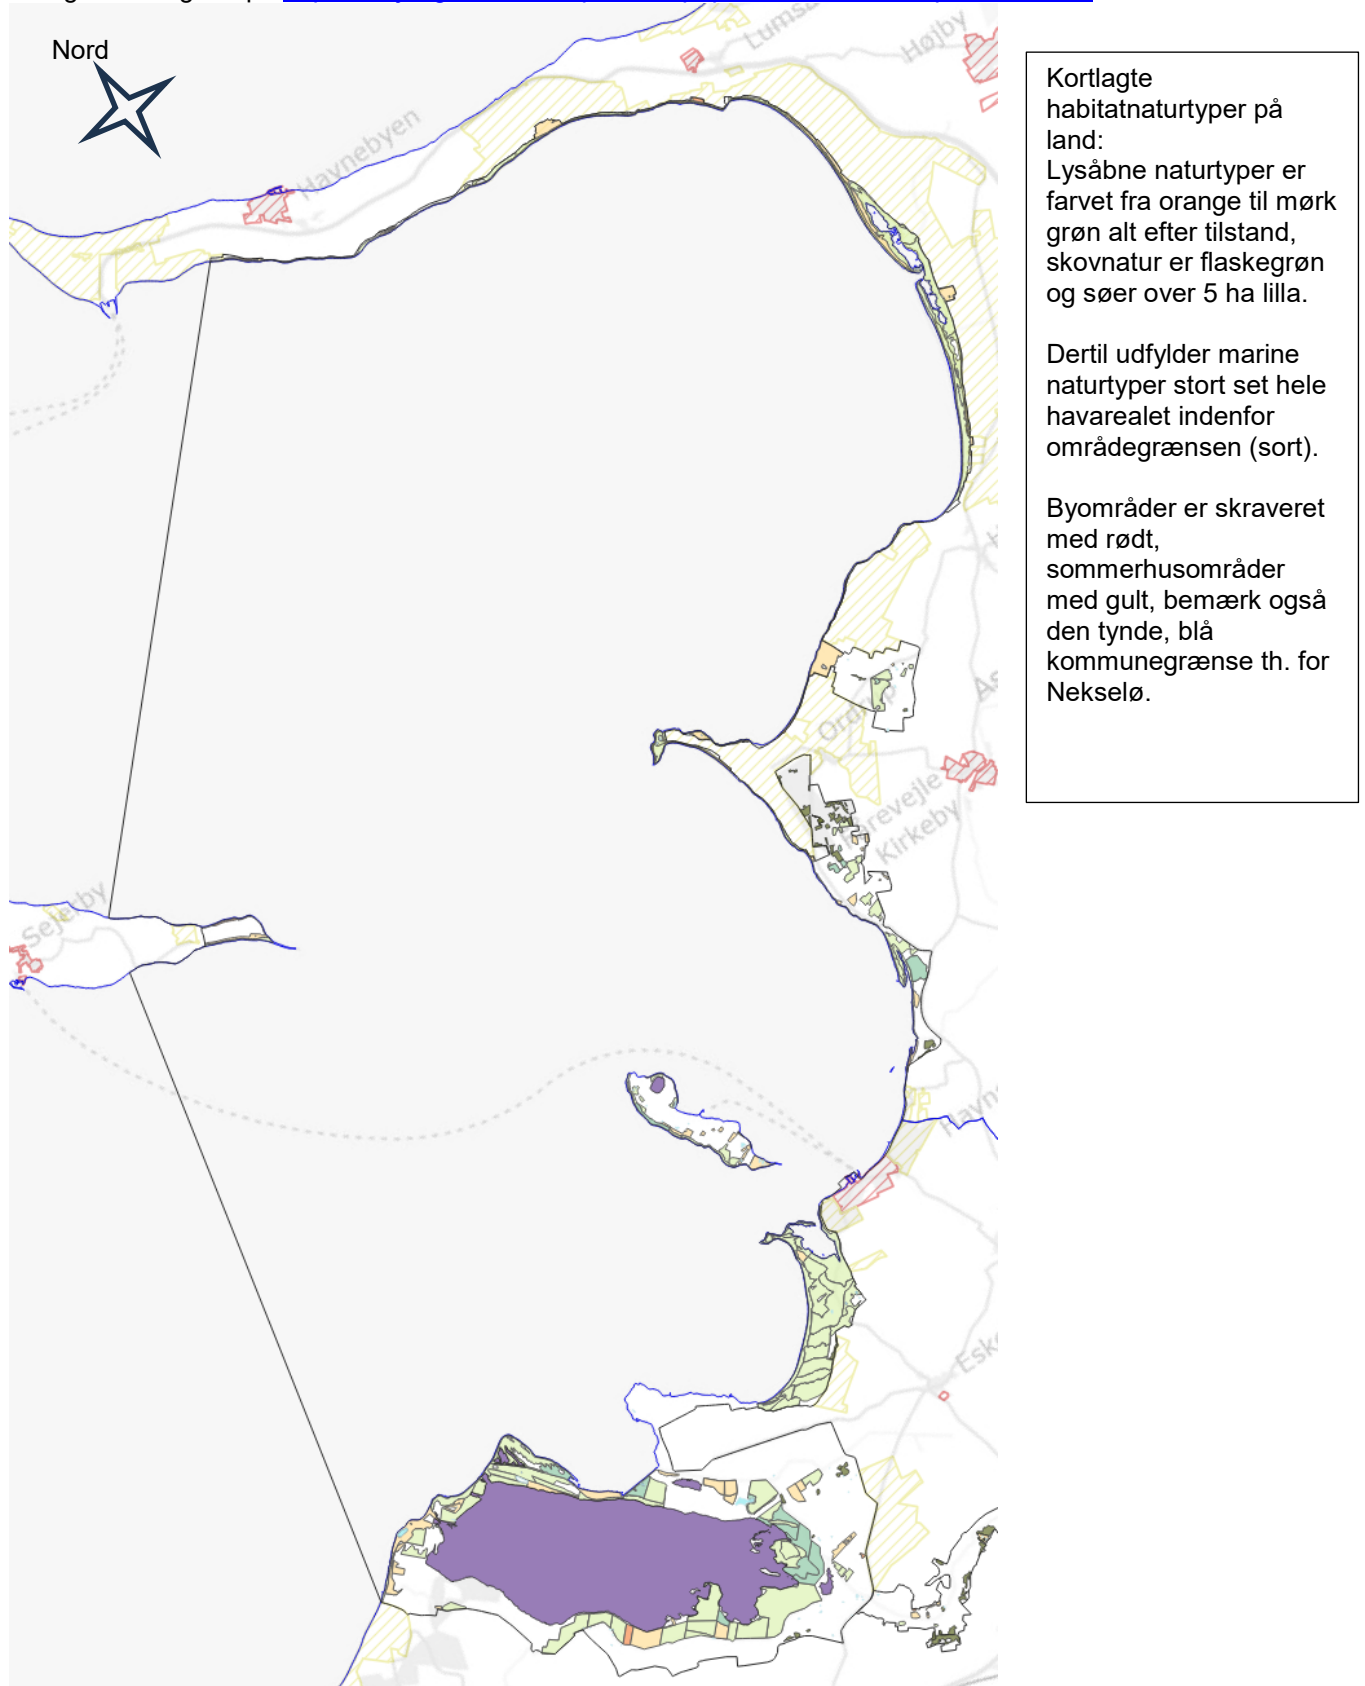 Nord
Lumså
Højby
Havnebyen
Ordrup
Fårevejle
Kirkeby
Sejerby
Kortlagte
habitatnaturtyper på
land:
Lysåbne naturtyper er
farvet fra orange til mørk
grøn alt efter tilstand,
skovnatur er flaskegrøn
og søer over 5 ha lilla.
Dertil udfylder marine
naturtyper stort set hele
havarealet indenfor
områdegrænsen (sort).
Byområder er skraveret
med rødt,
sommerhusområder
med gult, bemærk også
den tynde, blå
kommunegrænse th. for
Nekselø.